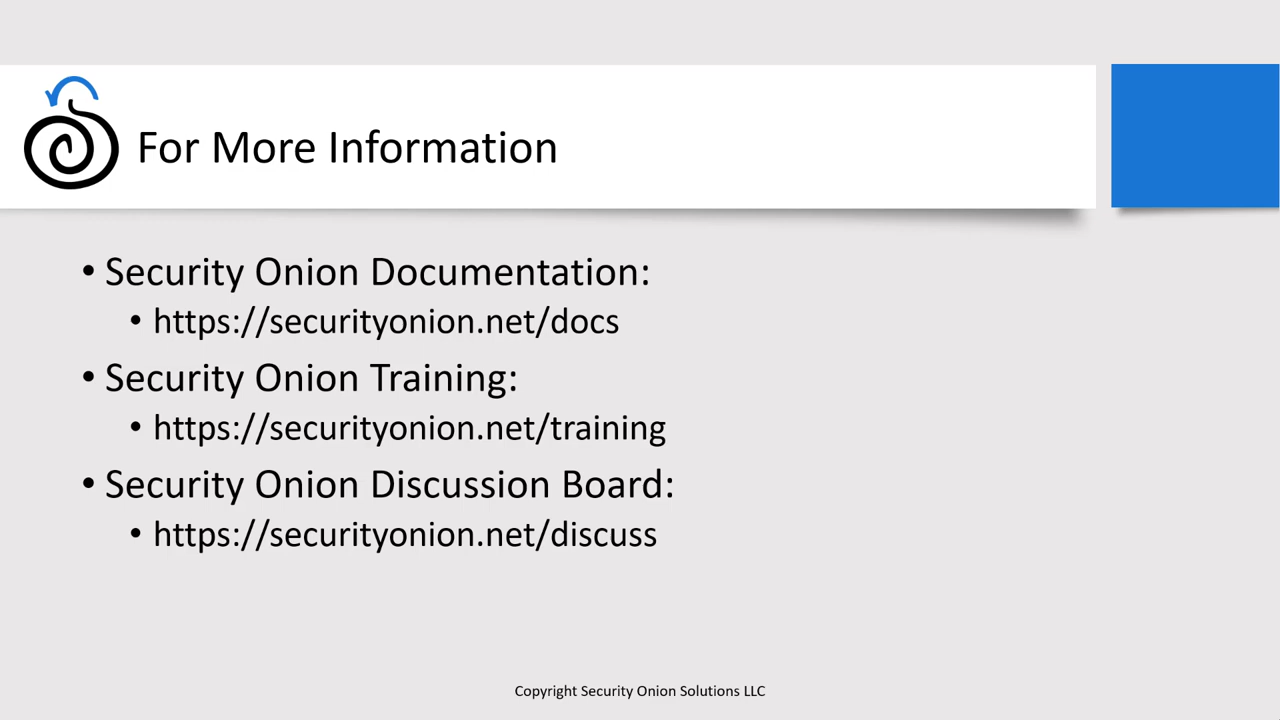 For More Information
• Security Onion Documentation:
• https://securityonion.net/docs
• Security Onion Training:
• https://securityonion.net/training
• Security Onion Discussion Board:
• https://securityonion.net/discuss
Copyright Security Onion Solutions LLC